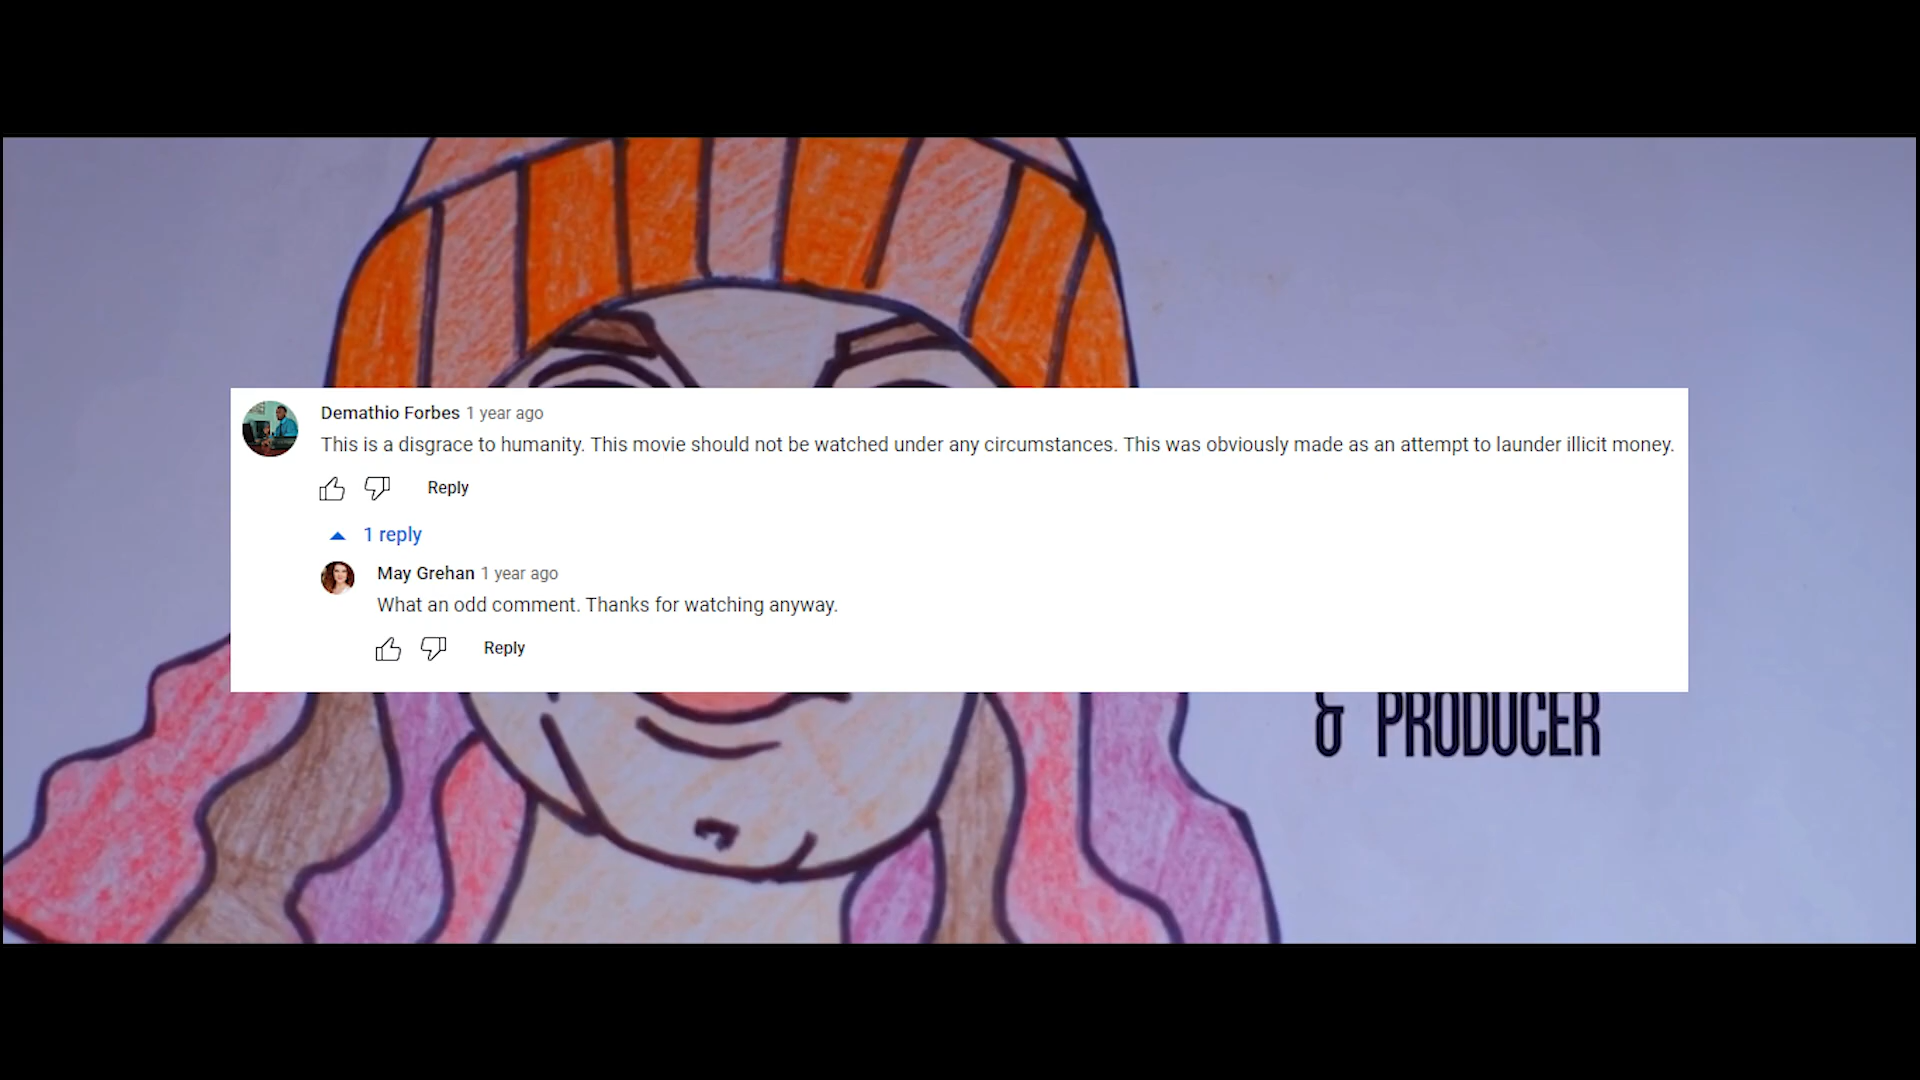 Demathio Forbes 1 year ago
This is a disgrace to humanity. This movie should not be watched under any circumstances. This was obviously made as an attempt to launder illicit money.
Reply
1 reply
May Grehan 1 year ago
What an odd comment. Thanks for watching anyway.
Reply
& PRODUCER